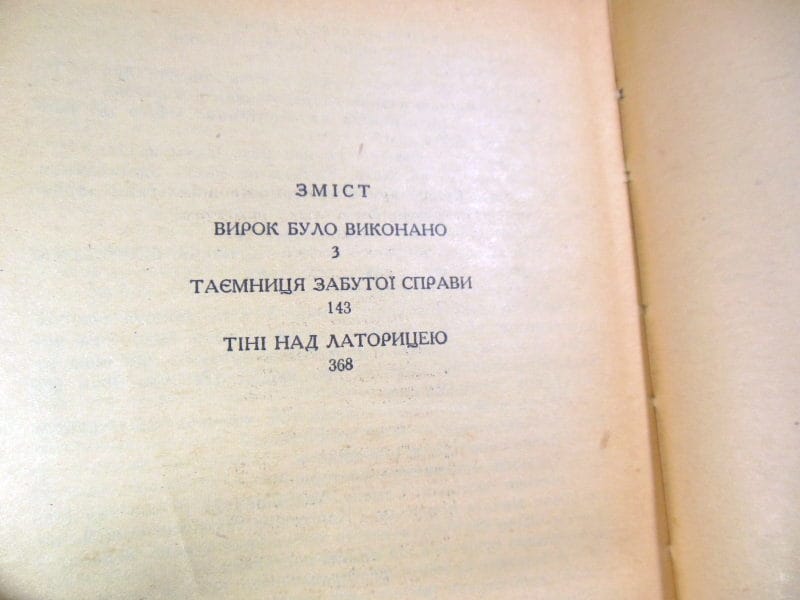 ЗМІСТ
ВИРОК БУЛО ВИКОНАНО
3
ТАЄМНИЦЯ ЗАБУТОЇ СПРАВИ
143
ТІНІ НАД ЛАТОРИЦЕЮ
368